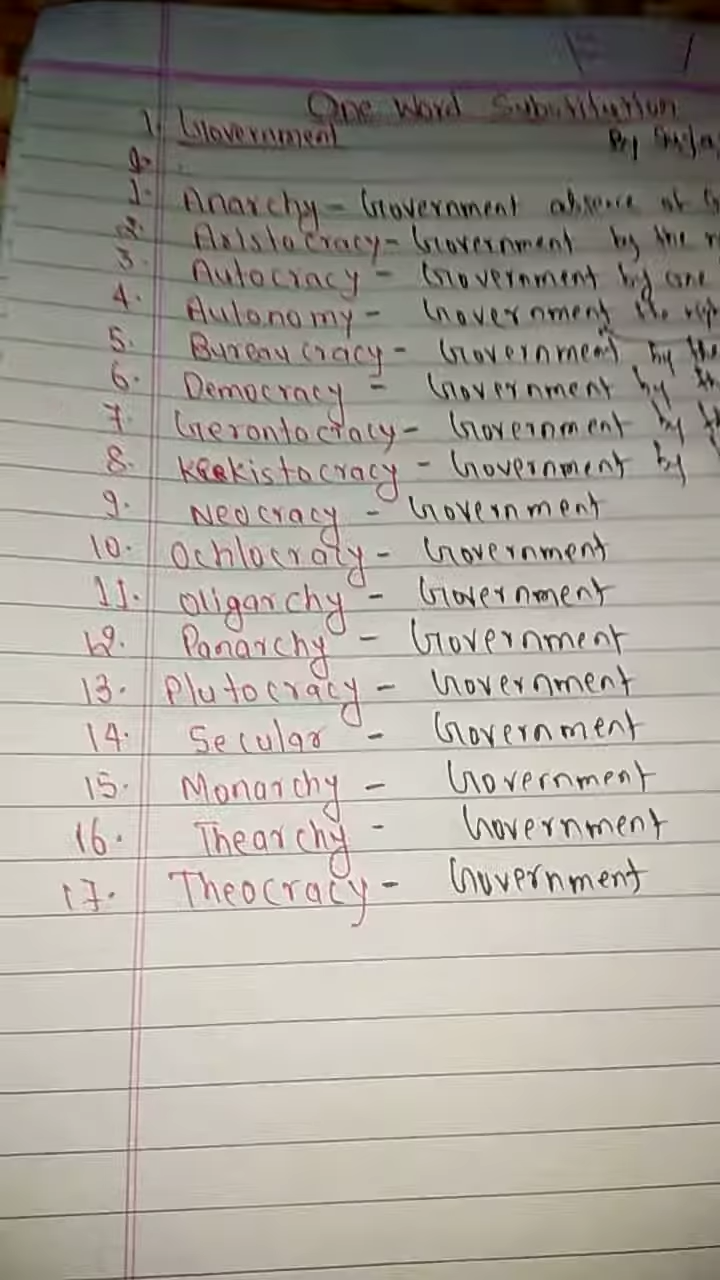 One Word Substitution
1. Government
By
1. Anarchy - Government absence of
2. Aristocracy - Government by the
3. Autocracy - Government by one
4. Autonomy - Government the
5. Bureaucracy - Government by the
6. Democracy - Government by
7. Gerontocracy - Government by
8. Kakistocracy - Government by
9. Neocracy - Government
10. Ochlocraty - Government
11. Oligarchy - Government
12. Panarchy - Government
13. Plutocracy - Government
14. Secular - Government
15. Monarchy - Government
16. Thearchy - Government
17. Theocracy - Government